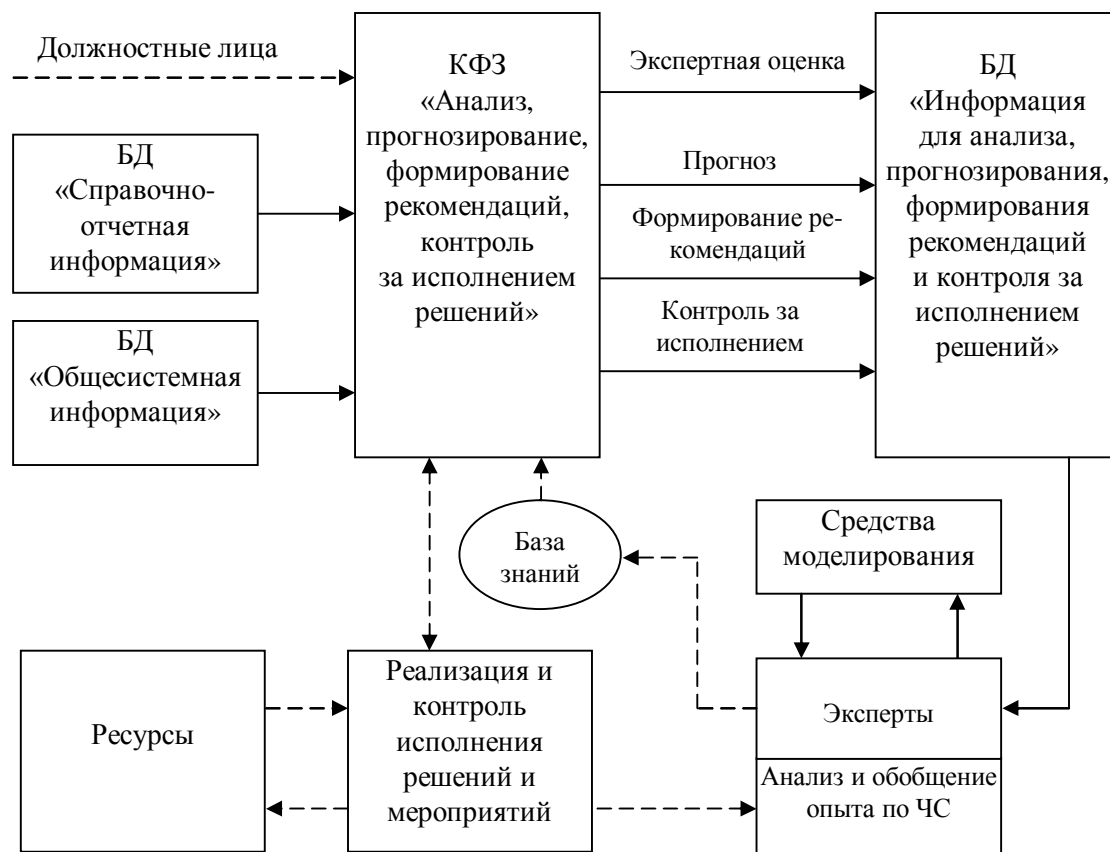 Должностные лица
БД
«Справочно-
отчетная
информация»
БД
«Общесистемная
информация»
КФЗ
«Анализ,
прогнозирование,
формирование
рекомендаций,
контроль
за исполнением
решений»
Экспертная оценка
Прогноз
Формирование ре-
комендаций
Контроль за
исполнением
БД
«Информация
для анализа,
прогнозирования,
формирования
рекомендаций
и контроля за
исполнением
решений»
База
знаний
Средства
моделирования
Ресурсы
Реализация и
контроль
исполнения
решений и
мероприятий
Эксперты
Анализ и обобщение
опыта по ЧС